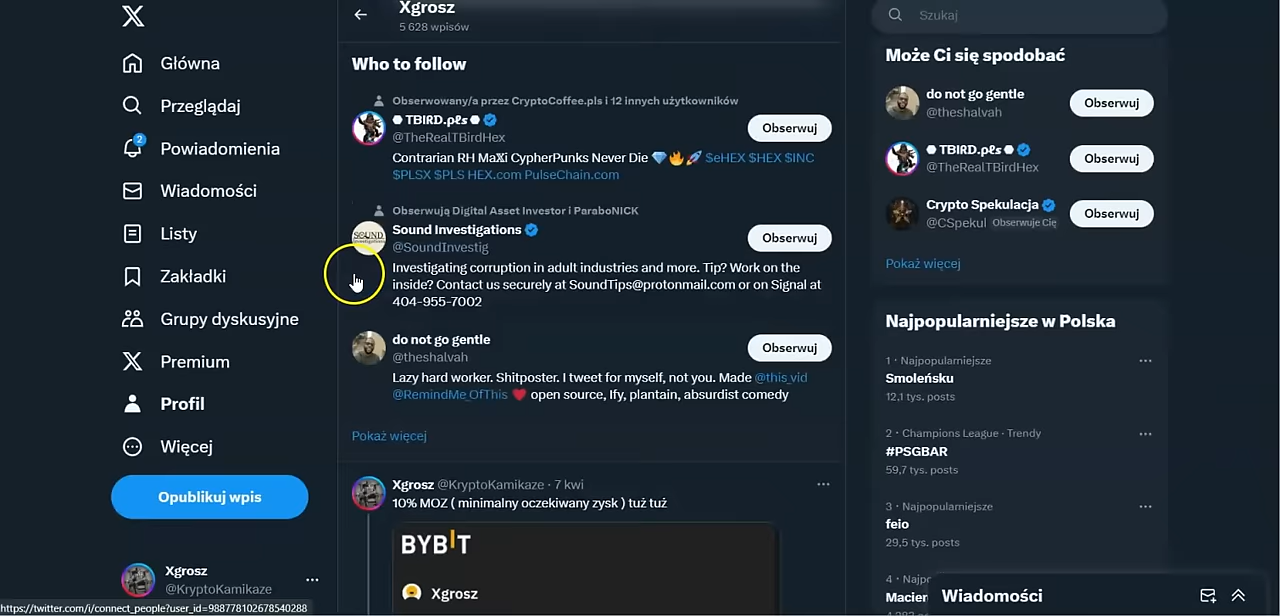 Główna
Przeglądaj
2
Powiadomienia
Wiadomości
Listy
Zakładki
Grupy dyskusyjne
Premium
Profil
Więcej
Opublikuj wpis
Xgrosz
@KryptoKamikaze
https://twitter.com/i/connect_people?user_id=988778102678540288
Xgrosz
5 628 wpisów
Who to follow
Obserwowany/a przez CryptoCoffee.pls i 12 innych użytkowników
TBIRD.pls
@TheRealTBirdHex
Contrarian RH MaXi CypherPunks Never Die 💎🔥🚀 SeHEX $HEX $INC
$PLSX $PLS HEX.com PulseChain.com
Obserwuj
Obserwują Digital Asset Investor i ParaboNICK
SOUND
Sound Investigations
@SoundInvestig
Investigating corruption in adult industries and more. Tip? Work on the
inside? Contact us securely at SoundTips@protonmail.com or on Signal at
404-955-7002
Obserwuj
do not go gentle
@theshalvah
Lazy hard worker. Shitposter. I tweet for myself, not you. Made @this_vid
@RemindMe_OfThis ❤️ open source, Ify, plantain, absurdist comedy
Obserwuj
Pokaż więcej
Xgrosz @KryptoKamikaze · 7 kwi
10% MOZ ( minimalny oczekiwany zysk ) tuż tuż
BYBIT
Xgrosz
Szukaj
Może Ci się spodobać
do not go gentle
@theshalvah
Obserwuj
TBIRD.pls
@TheRealTBirdHex
Obserwuj
Crypto Spekulacja
@CSpekul Obserwuje Cię
Obserwuj
Pokaż więcej
Najpopularniejsze w Polska
1 · Najpopularniejsze
Smoleńsku
12,1 tys. posts
2 · Champions League · Trendy
#PSGBAR
59,7 tys. posts
3 · Najpopularniejsze
feio
29,5 tys. posts
4 · Najpo
Macier
Wiadomości